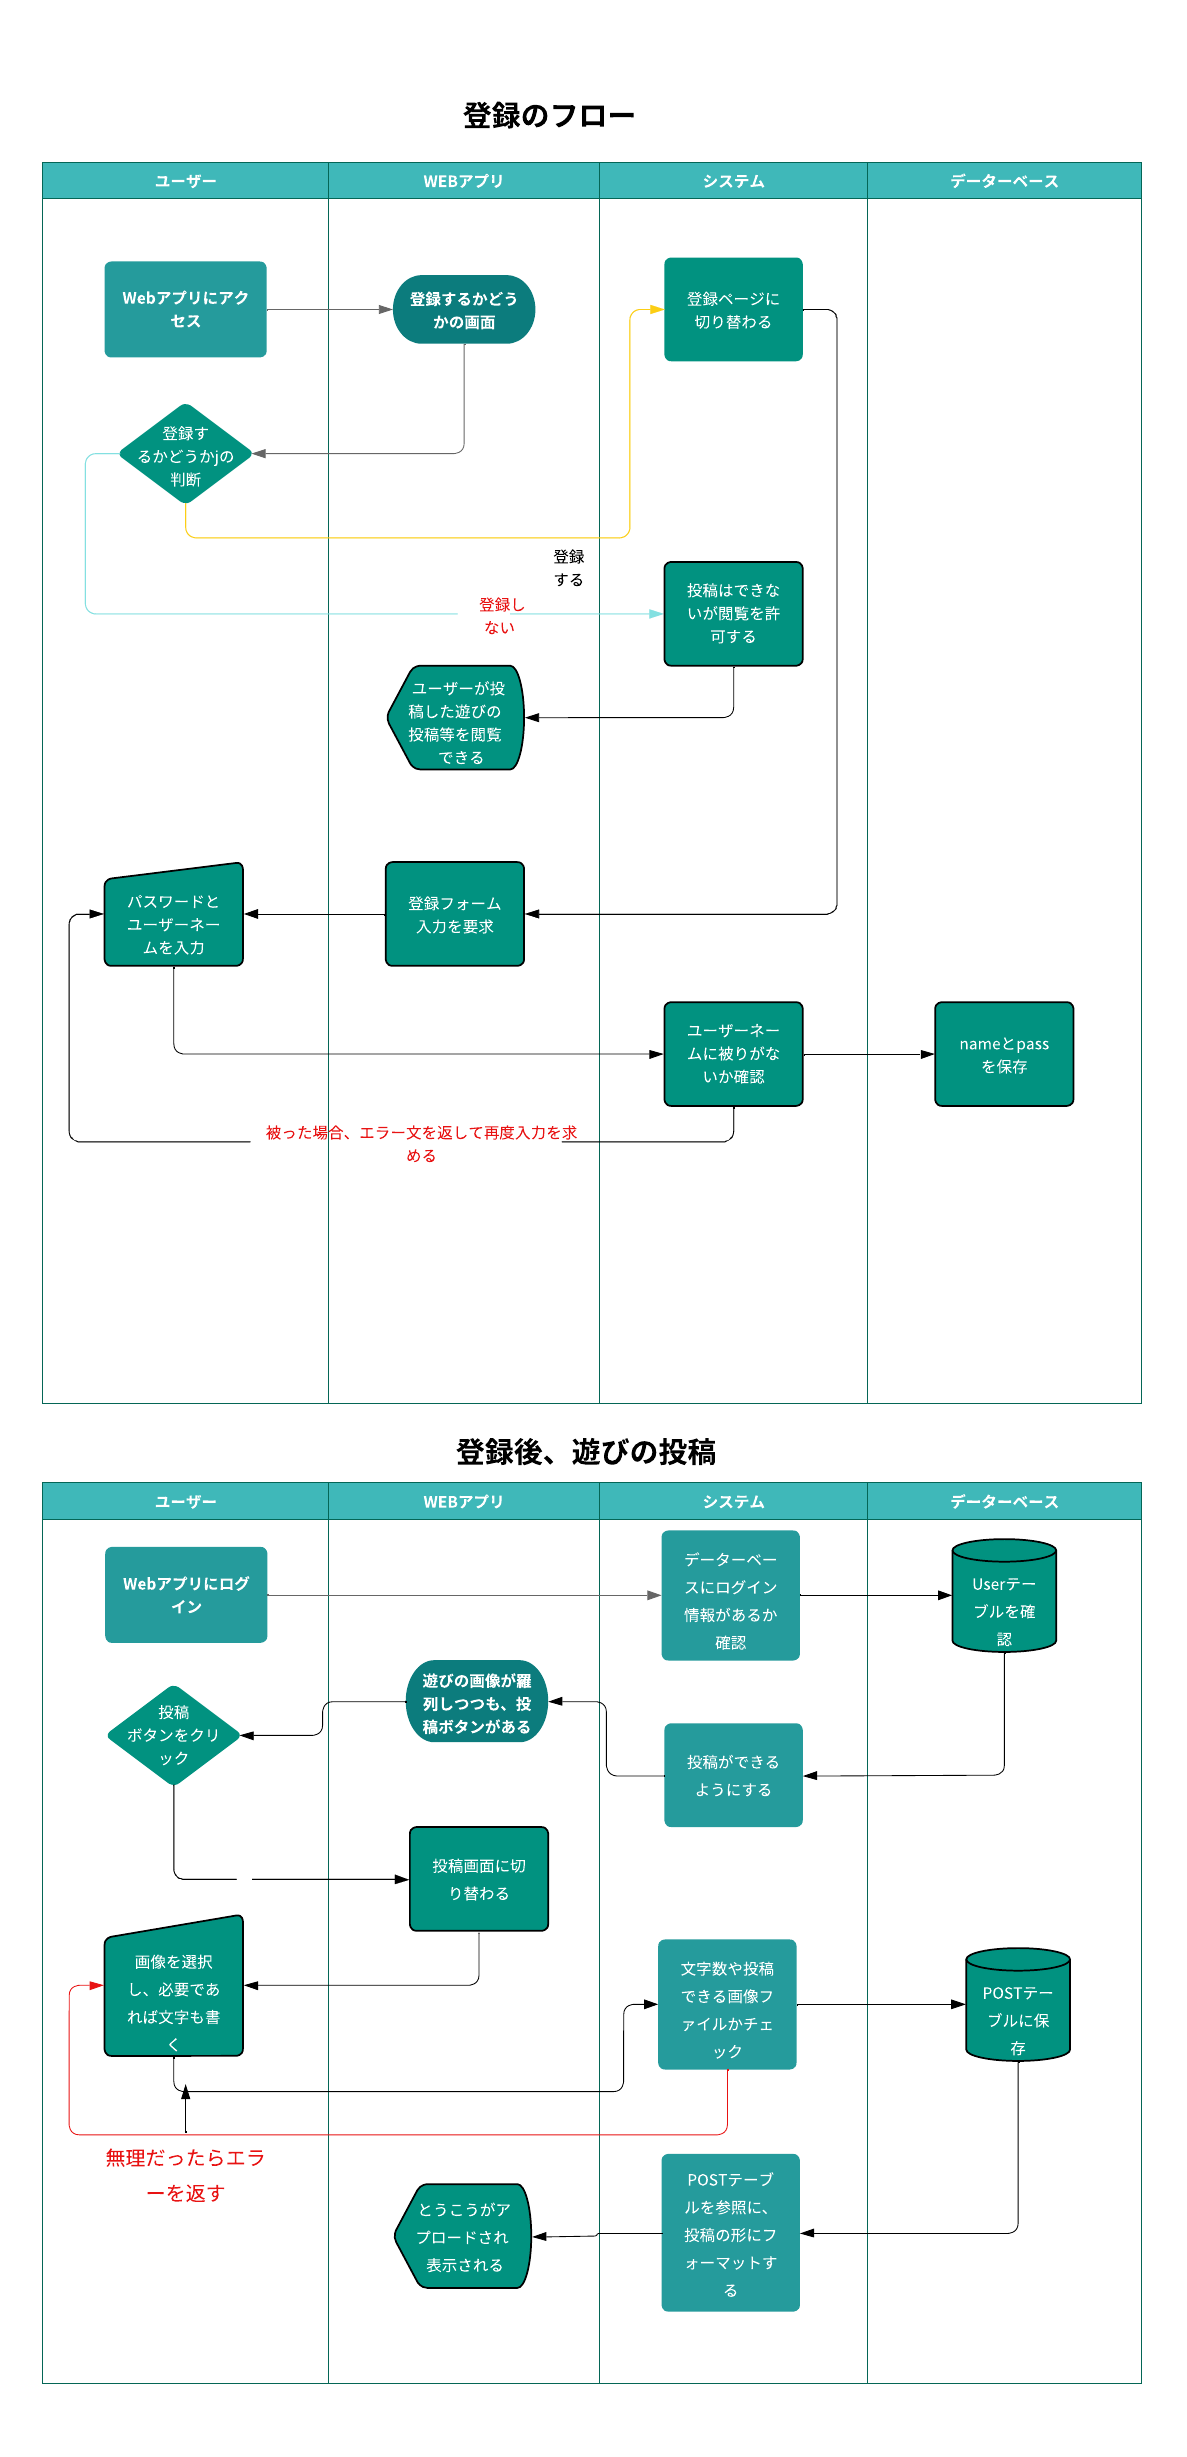 登録のフロー
ユーザー
WEBアプリ
システム
データーベース
Webアプリにアク
セス
登録するかどう
かの画面
登録ページに
切り替わる
登録す
るかどうかjの
判断
登録
する
登録し
ない
投稿はできな
いが閲覧を許
可する
ユーザーが投
稿した遊びの
投稿等を閲覧
できる
パスワードと
ユーザーネー
ムを入力
登録フォーム
入力を要求
ユーザーネー
ムに被りがな
いか確認
nameとpass
を保存
被った場合、エラー文を返して再度入力を求
める
登録後、遊びの投稿
ユーザー
WEBアプリ
システム
データーベース
Webアプリにログ
イン
データーベー
スにログイン
情報があるか
確認
Userテー
ブルを確
認
遊びの画像が羅
列しつつも、投
稿ボタンがある
投稿
ボタンをクリ
ック
投稿ができる
ようにする
投稿画面に切
り替わる
画像を選択
し、必要であ
れば文字も書
く
文字数や投稿
できる画像フ
ァイルかチェ
ック
POSTテー
ブルに保
存
無理だったらエラ
ーを返す
POSTテーブ
ルを参照に、
投稿の形にフ
ォーマットす
る
とうこうがア
プロードされ
表示される